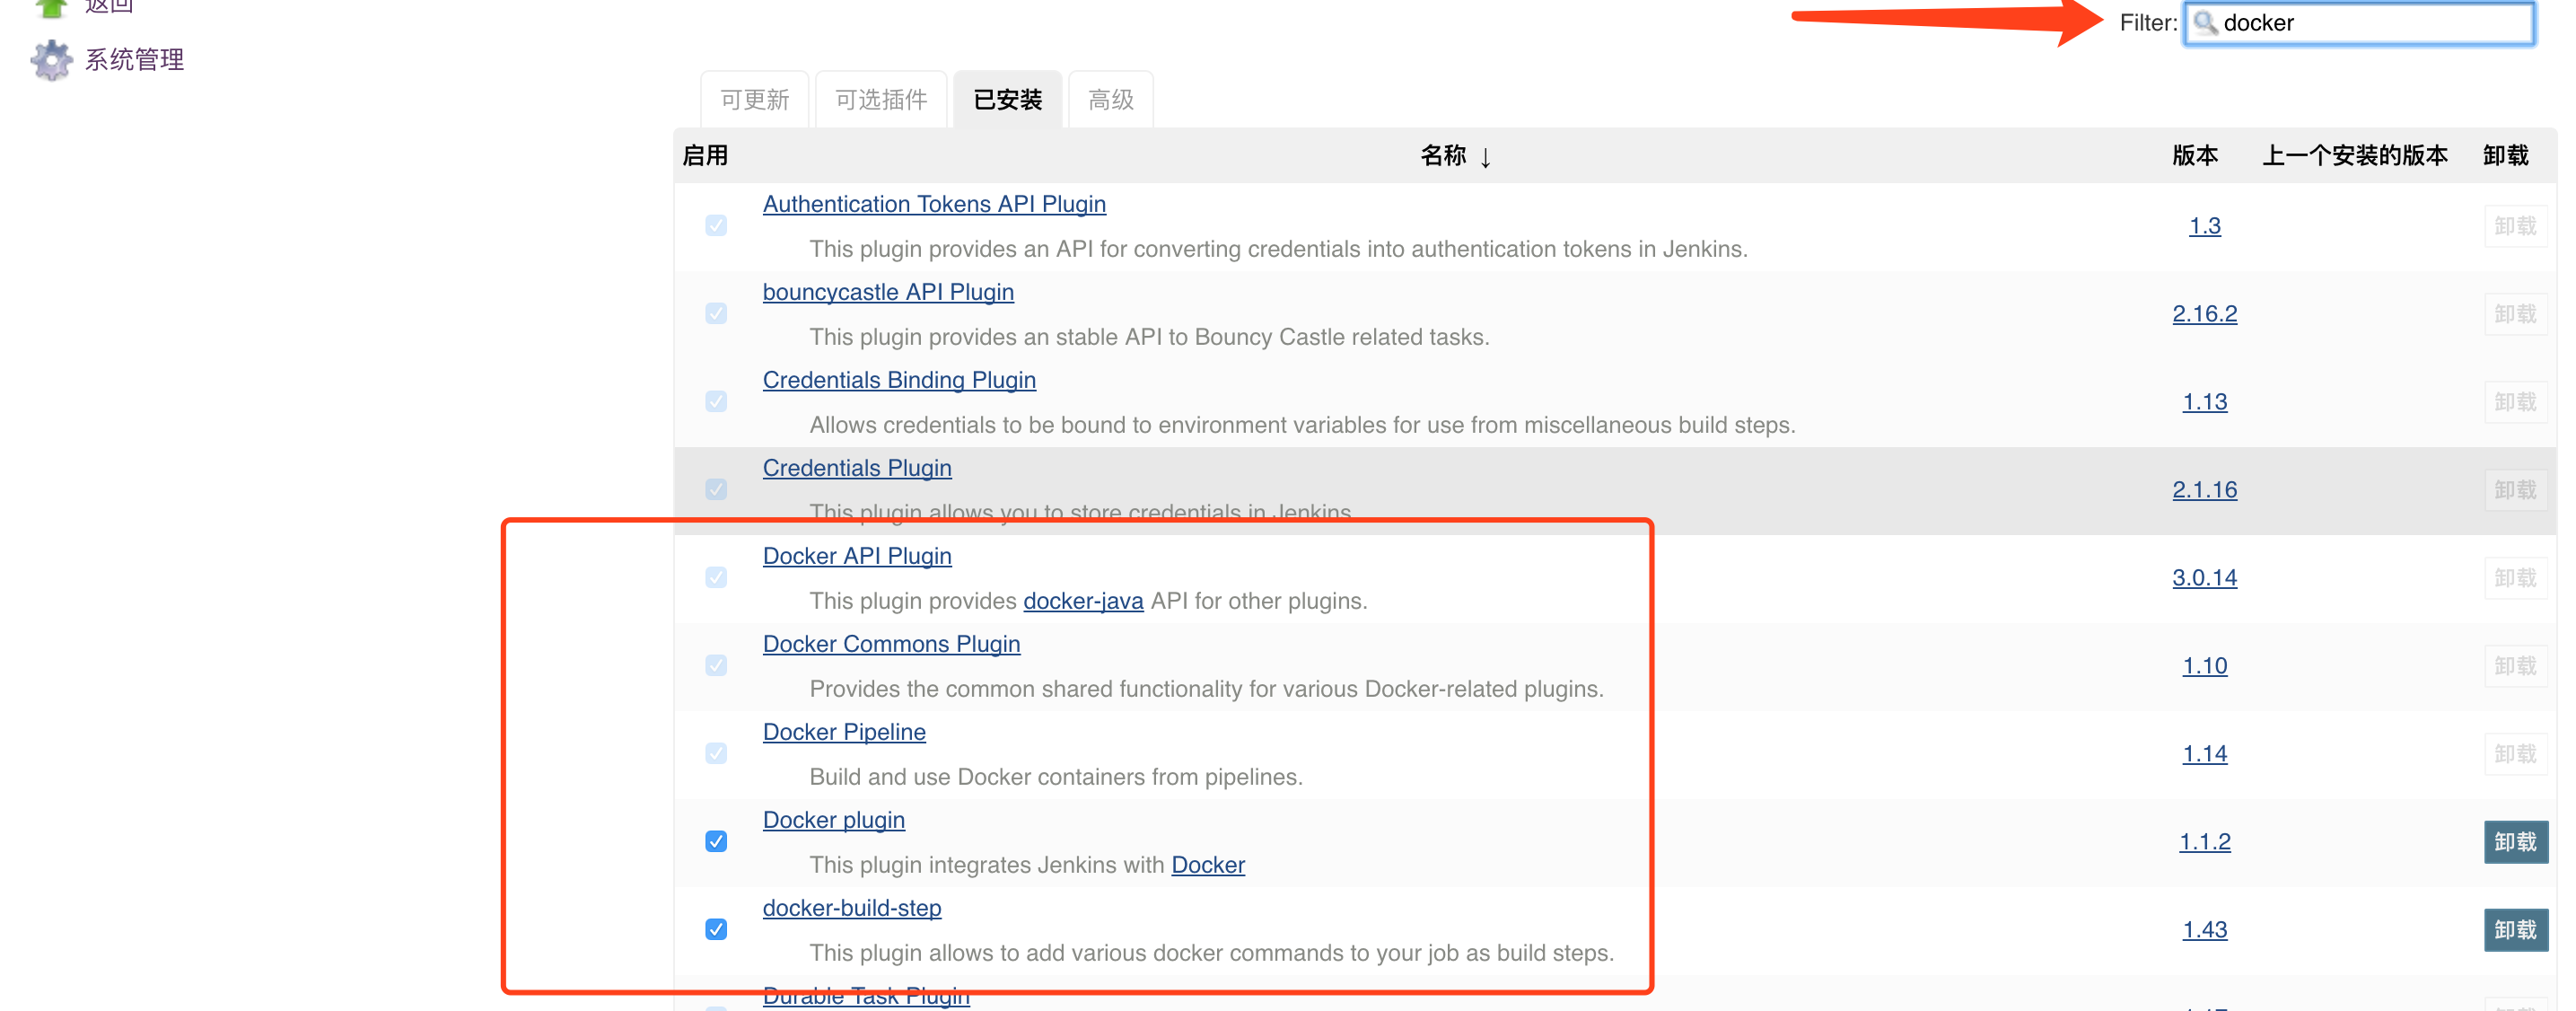 返回
Filter: docker
系统管理
可更新 可选插件 已安装 高级
启用 名称 ↓ 版本 上一个安装的版本 卸载
Authentication Tokens API Plugin
This plugin provides an API for converting credentials into authentication tokens in Jenkins.
1.3 卸载
bouncycastle API Plugin
This plugin provides an stable API to Bouncy Castle related tasks.
2.16.2 卸载
Credentials Binding Plugin
Allows credentials to be bound to environment variables for use from miscellaneous build steps.
1.13 卸载
Credentials Plugin
This plugin allows you to store credentials in Jenkins.
2.1.16 卸载
Docker API Plugin
This plugin provides docker-java API for other plugins.
3.0.14 卸载
Docker Commons Plugin
Provides the common shared functionality for various Docker-related plugins.
1.10 卸载
Docker Pipeline
Build and use Docker containers from pipelines.
1.14 卸载
Docker plugin
This plugin integrates Jenkins with Docker
1.1.2 卸载
docker-build-step
This plugin allows to add various docker commands to your job as build steps.
1.43 卸载
Durable Task Plugin